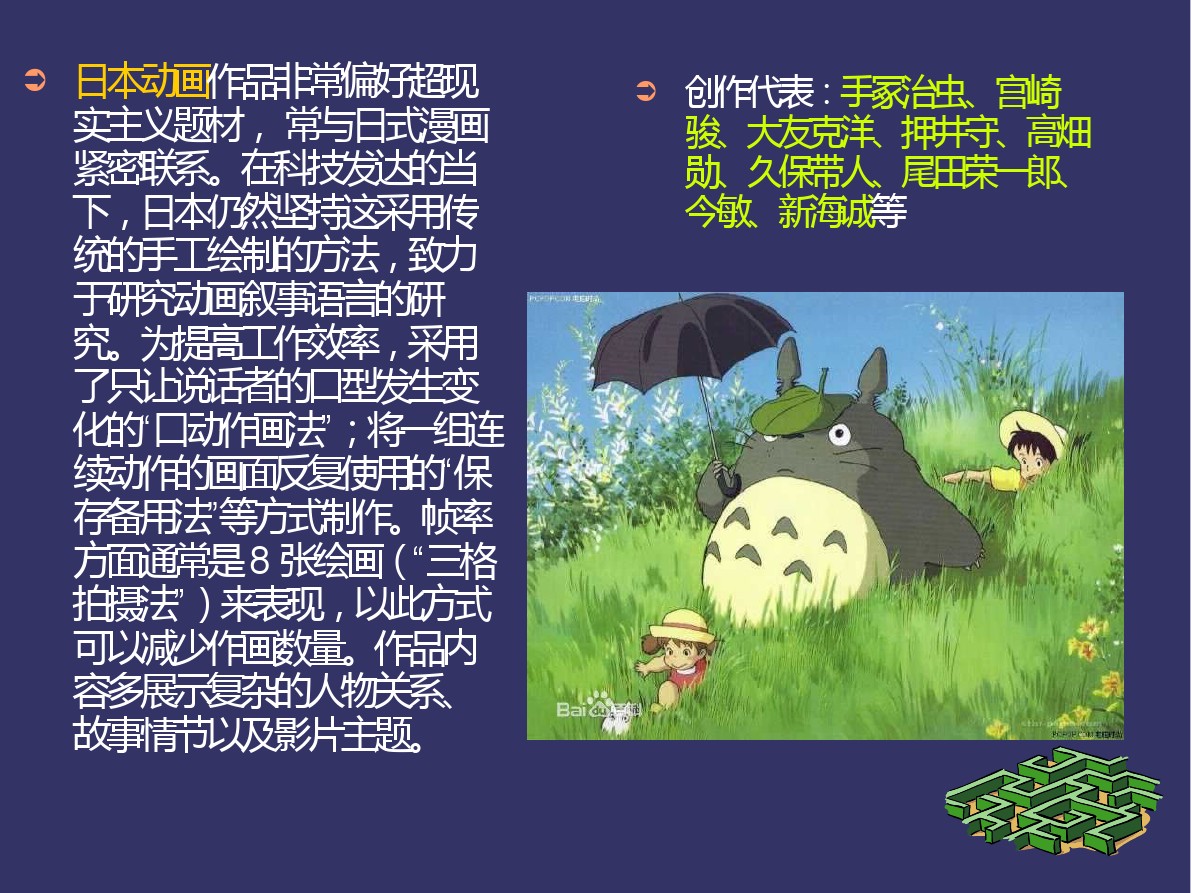 日本动画作品非常偏好超现
实主义题材，常与日式漫画
紧密联系。在科技发达的当
下，日本仍然坚持这采用传
统的手工绘制的方法，致力
于研究动画叙事语言的研
究。为提高工作效率，采用
了只让说话者的口型发生变
化的“口动作画法”；将一组连
续动作的画面反复使用的“保
存备用法”等方式制作。帧率
方面通常是 8 张绘画（“三格
拍摄法”）来表现，以此方式
可以减少作画数量。作品内
容多展示复杂的人物关系、
故事情节以及影片主题。
创作代表：手冢治虫、宫崎
骏、大友克洋、押井守、高畑
勋、久保带人、尾田荣一郎、
今敏、新海诚等
PCPOP.COM 电脑时尚
Bai
PCPOP.COM 电脑时尚